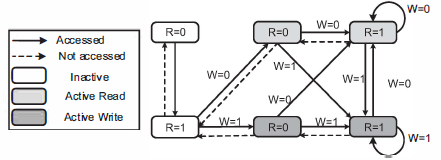 Accessed
Not accessed
Inactive
Active Read
Active Write
R=0
R=0
R=1
R=1
R=0
R=1
W=0
W=0
W=0
W=1
W=0
W=1
W=1
W=1
W=0
W=1